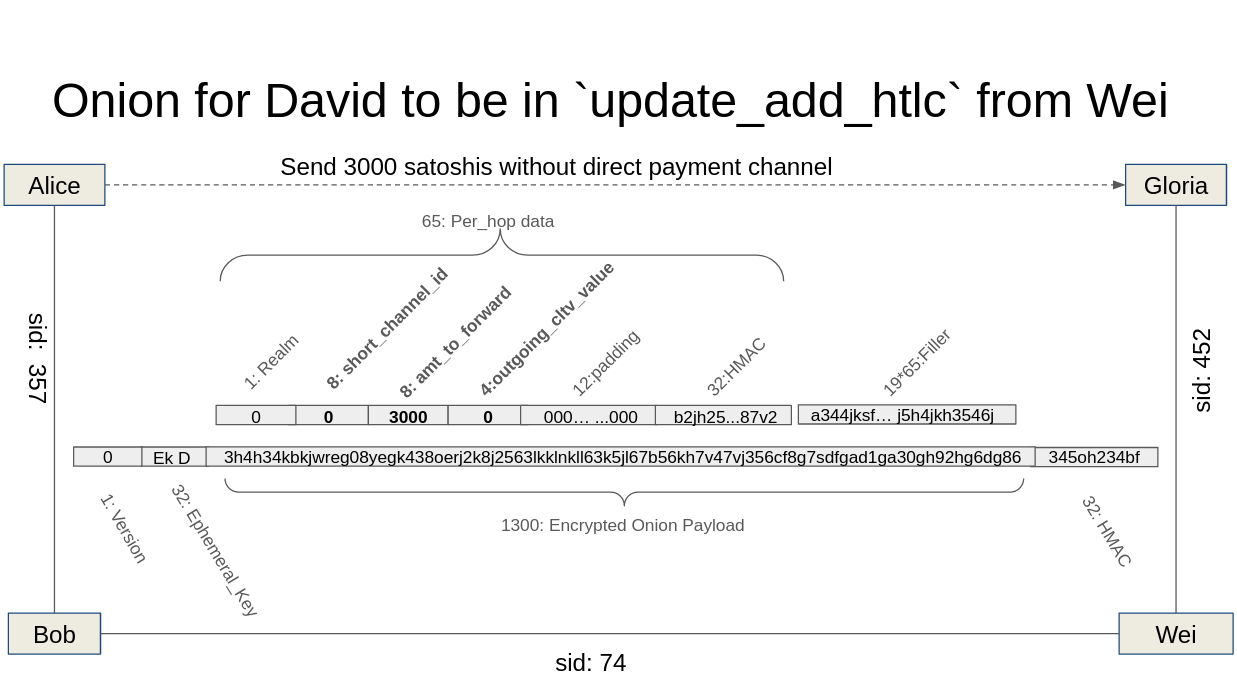 Onion for David to be in `update_add_htlc` from Wei
Send 3000 satoshis without direct payment channel
Alice
Gloria
65: Per_hop data
1: Realm
8: short_channel_id
8: amt_to_forward
4:outgoing_cltv_value
12:padding
32:HMAC
19*65:Filler
sid: 357
sid: 452
0
0
3000
0
000… ...000
b2jh25...87v2
a344jksf… j5h4jkh3546j
0
Ek D
3h4h34kbkjwreg08yegk438oerj2k8j2563lkklnkll63k5jl67b56kh7v47vj356cf8g7sdfgad1ga30gh92hg6dg86
345oh234bf
1: Version
32: Ephemeral_Key
1300: Encrypted Onion Payload
32: HMAC
Bob
Wei
sid: 74